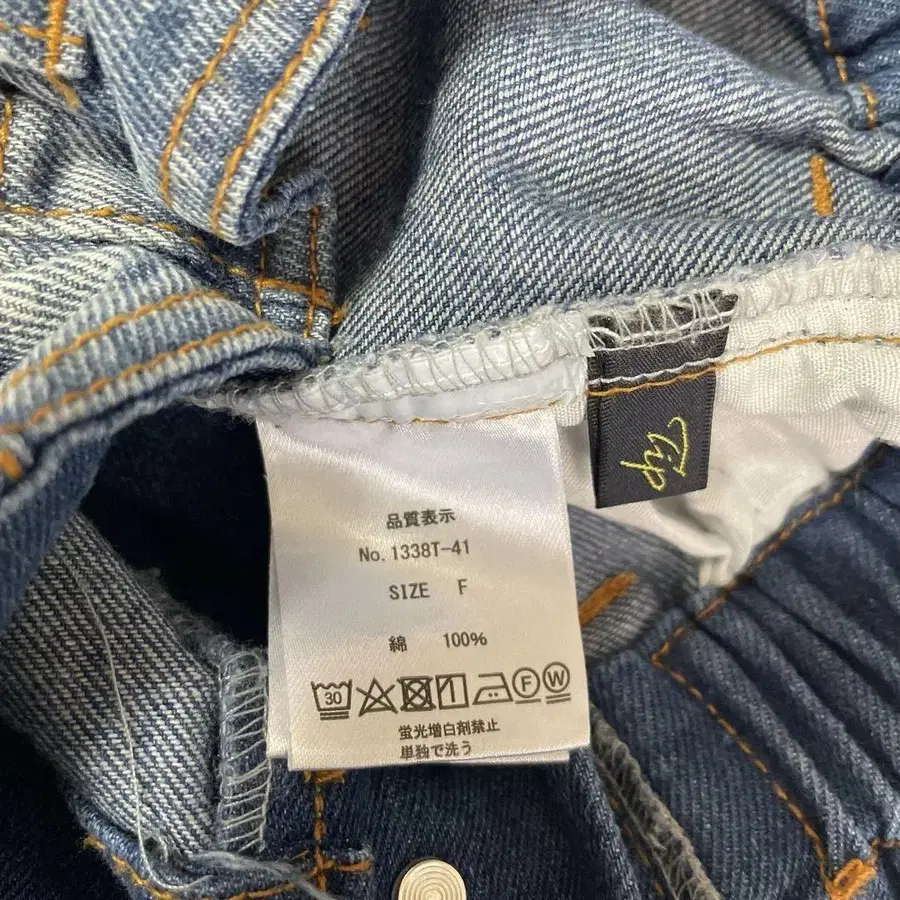 Tip
品質表示
No. 1338T-41
SIZE F
綿 100%
30 F W
蛍光増白剤禁止
単独で洗う